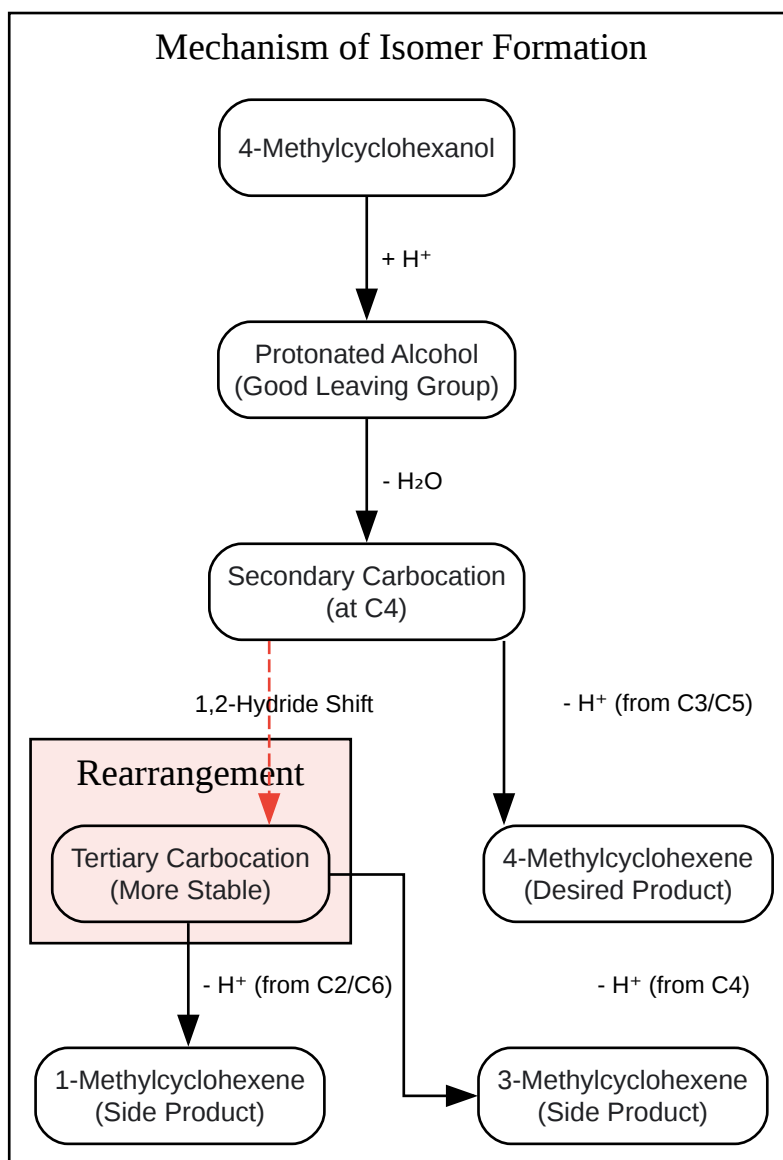 Mechanism of Isomer Formation
4-Methylcyclohexanol
+ H⁺
Protonated Alcohol
(Good Leaving Group)
- H₂O
Secondary Carbocation
(at C4)
1,2-Hydride Shift
- H⁺ (from C3/C5)
Rearrangement
Tertiary Carbocation
(More Stable)
4-Methylcyclohexene
(Desired Product)
- H⁺ (from C2/C6)
- H⁺ (from C4)
1-Methylcyclohexene
(Side Product)
3-Methylcyclohexene
(Side Product)